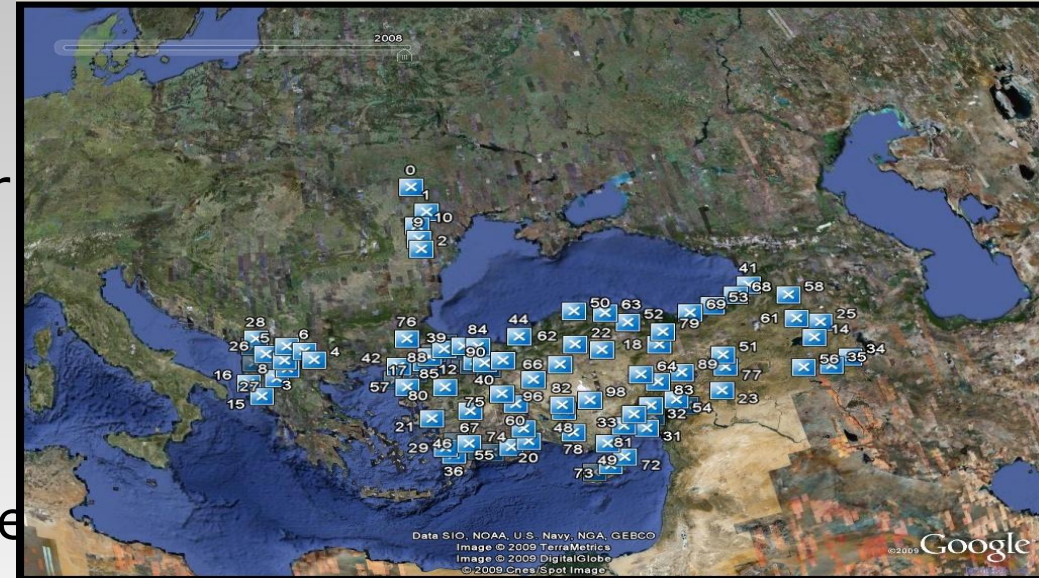 2008
0
1
10
9
2
41
68 58
50 63 53
69
52 61 25
76 44 79 14
28 6 39 84 62 22 18 51 34
26 5 4 42 88 90 66 64 89 56 35
16 8 17 85 12 40 77
27 3 57 80 82 98 83 23
15 96 54
21 75 32
67 60 48 33 31
29 46 74 78 81
36 55 20 49 72
73
r
e
Data SIO, NOAA, U.S. Navy, NGA, GEBCO
Image © 2009 TerraMetrics
Image © 2009 DigitalGlobe
© 2009 Cnes/Spot Image
©2009 Google